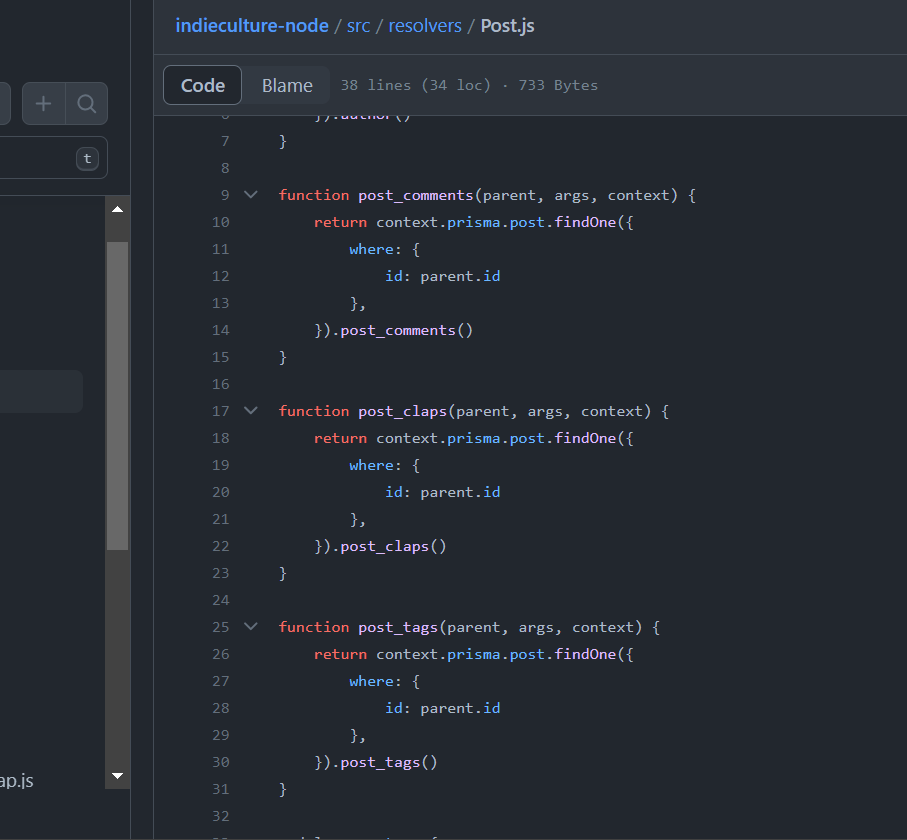 indieculture-node / src / resolvers / Post.js
Code Blame 38 lines (34 loc) · 733 Bytes
t
6 }).author()
7 }
8
9 function post_comments(parent, args, context) {
10 return context.prisma.post.findOne({
11 where: {
12 id: parent.id
13 },
14 }).post_comments()
15 }
16
17 function post_claps(parent, args, context) {
18 return context.prisma.post.findOne({
19 where: {
20 id: parent.id
21 },
22 }).post_claps()
23 }
24
25 function post_tags(parent, args, context) {
26 return context.prisma.post.findOne({
27 where: {
28 id: parent.id
29 },
30 }).post_tags()
31 }
32
ap.js